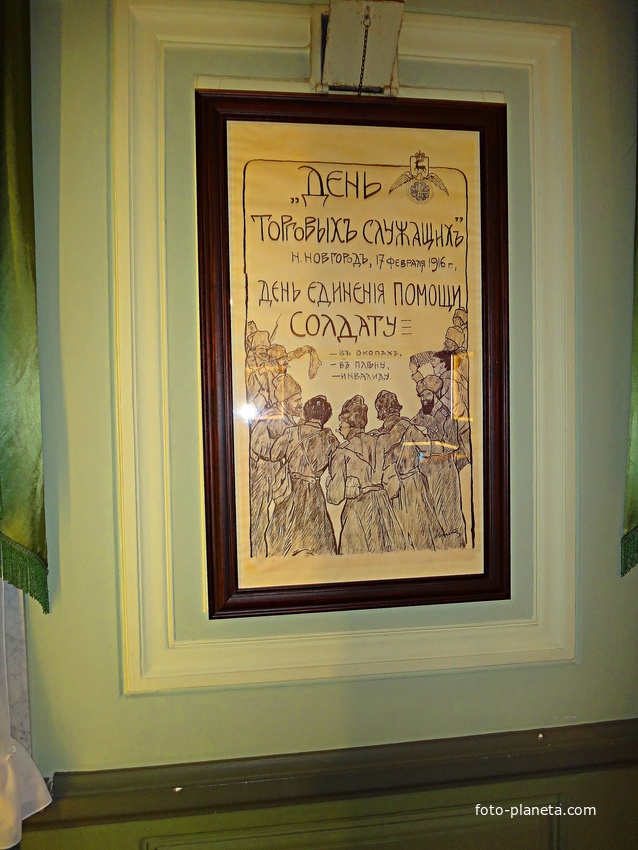 „ДЕНЬ
ТОРГОВЫХЪ СЛУЖАЩИХЪ”
Н.НОВГОРОДЪ, 17 ФЕВРАЛЯ 1916 г.,
ДЕНЬ ЕДИНЕНІЯ ПОМОЩИ
СОЛДАТУ
—ВЪ ОКОПАХЪ,
—ВЪ ПЛѢНУ,
—ИНВАЛИДУ
foto-planeta.com